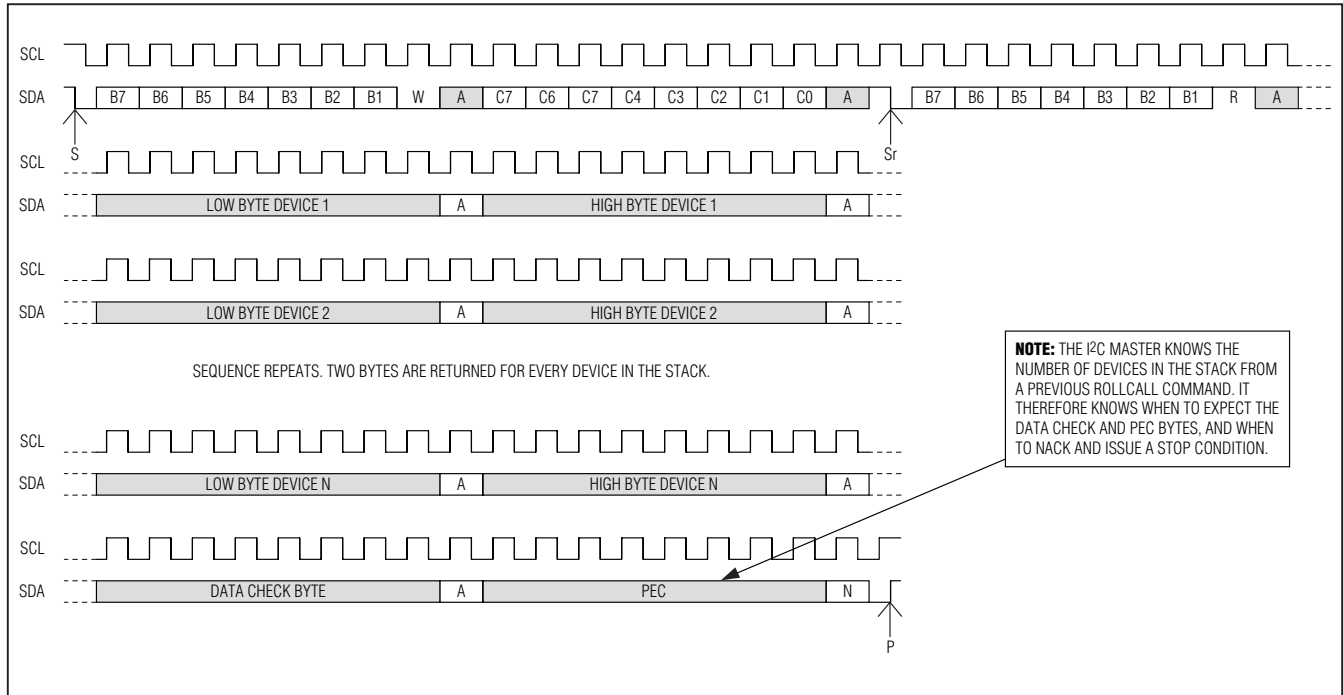 SCL
SDA B7 B6 B5 B4 B3 B2 B1 W A C7 C6 C7 C4 C3 C2 C1 C0 A B7 B6 B5 B4 B3 B2 B1 R A
S Sr
SCL
SDA LOW BYTE DEVICE 1 A HIGH BYTE DEVICE 1 A
SCL
SDA LOW BYTE DEVICE 2 A HIGH BYTE DEVICE 2 A
SEQUENCE REPEATS. TWO BYTES ARE RETURNED FOR EVERY DEVICE IN THE STACK.
NOTE: THE I2C MASTER KNOWS THE
NUMBER OF DEVICES IN THE STACK FROM
A PREVIOUS ROLLCALL COMMAND. IT
THEREFORE KNOWS WHEN TO EXPECT THE
DATA CHECK AND PEC BYTES, AND WHEN
TO NACK AND ISSUE A STOP CONDITION.
SCL
SDA LOW BYTE DEVICE N A HIGH BYTE DEVICE N A
SCL
SDA DATA CHECK BYTE A PEC N
P